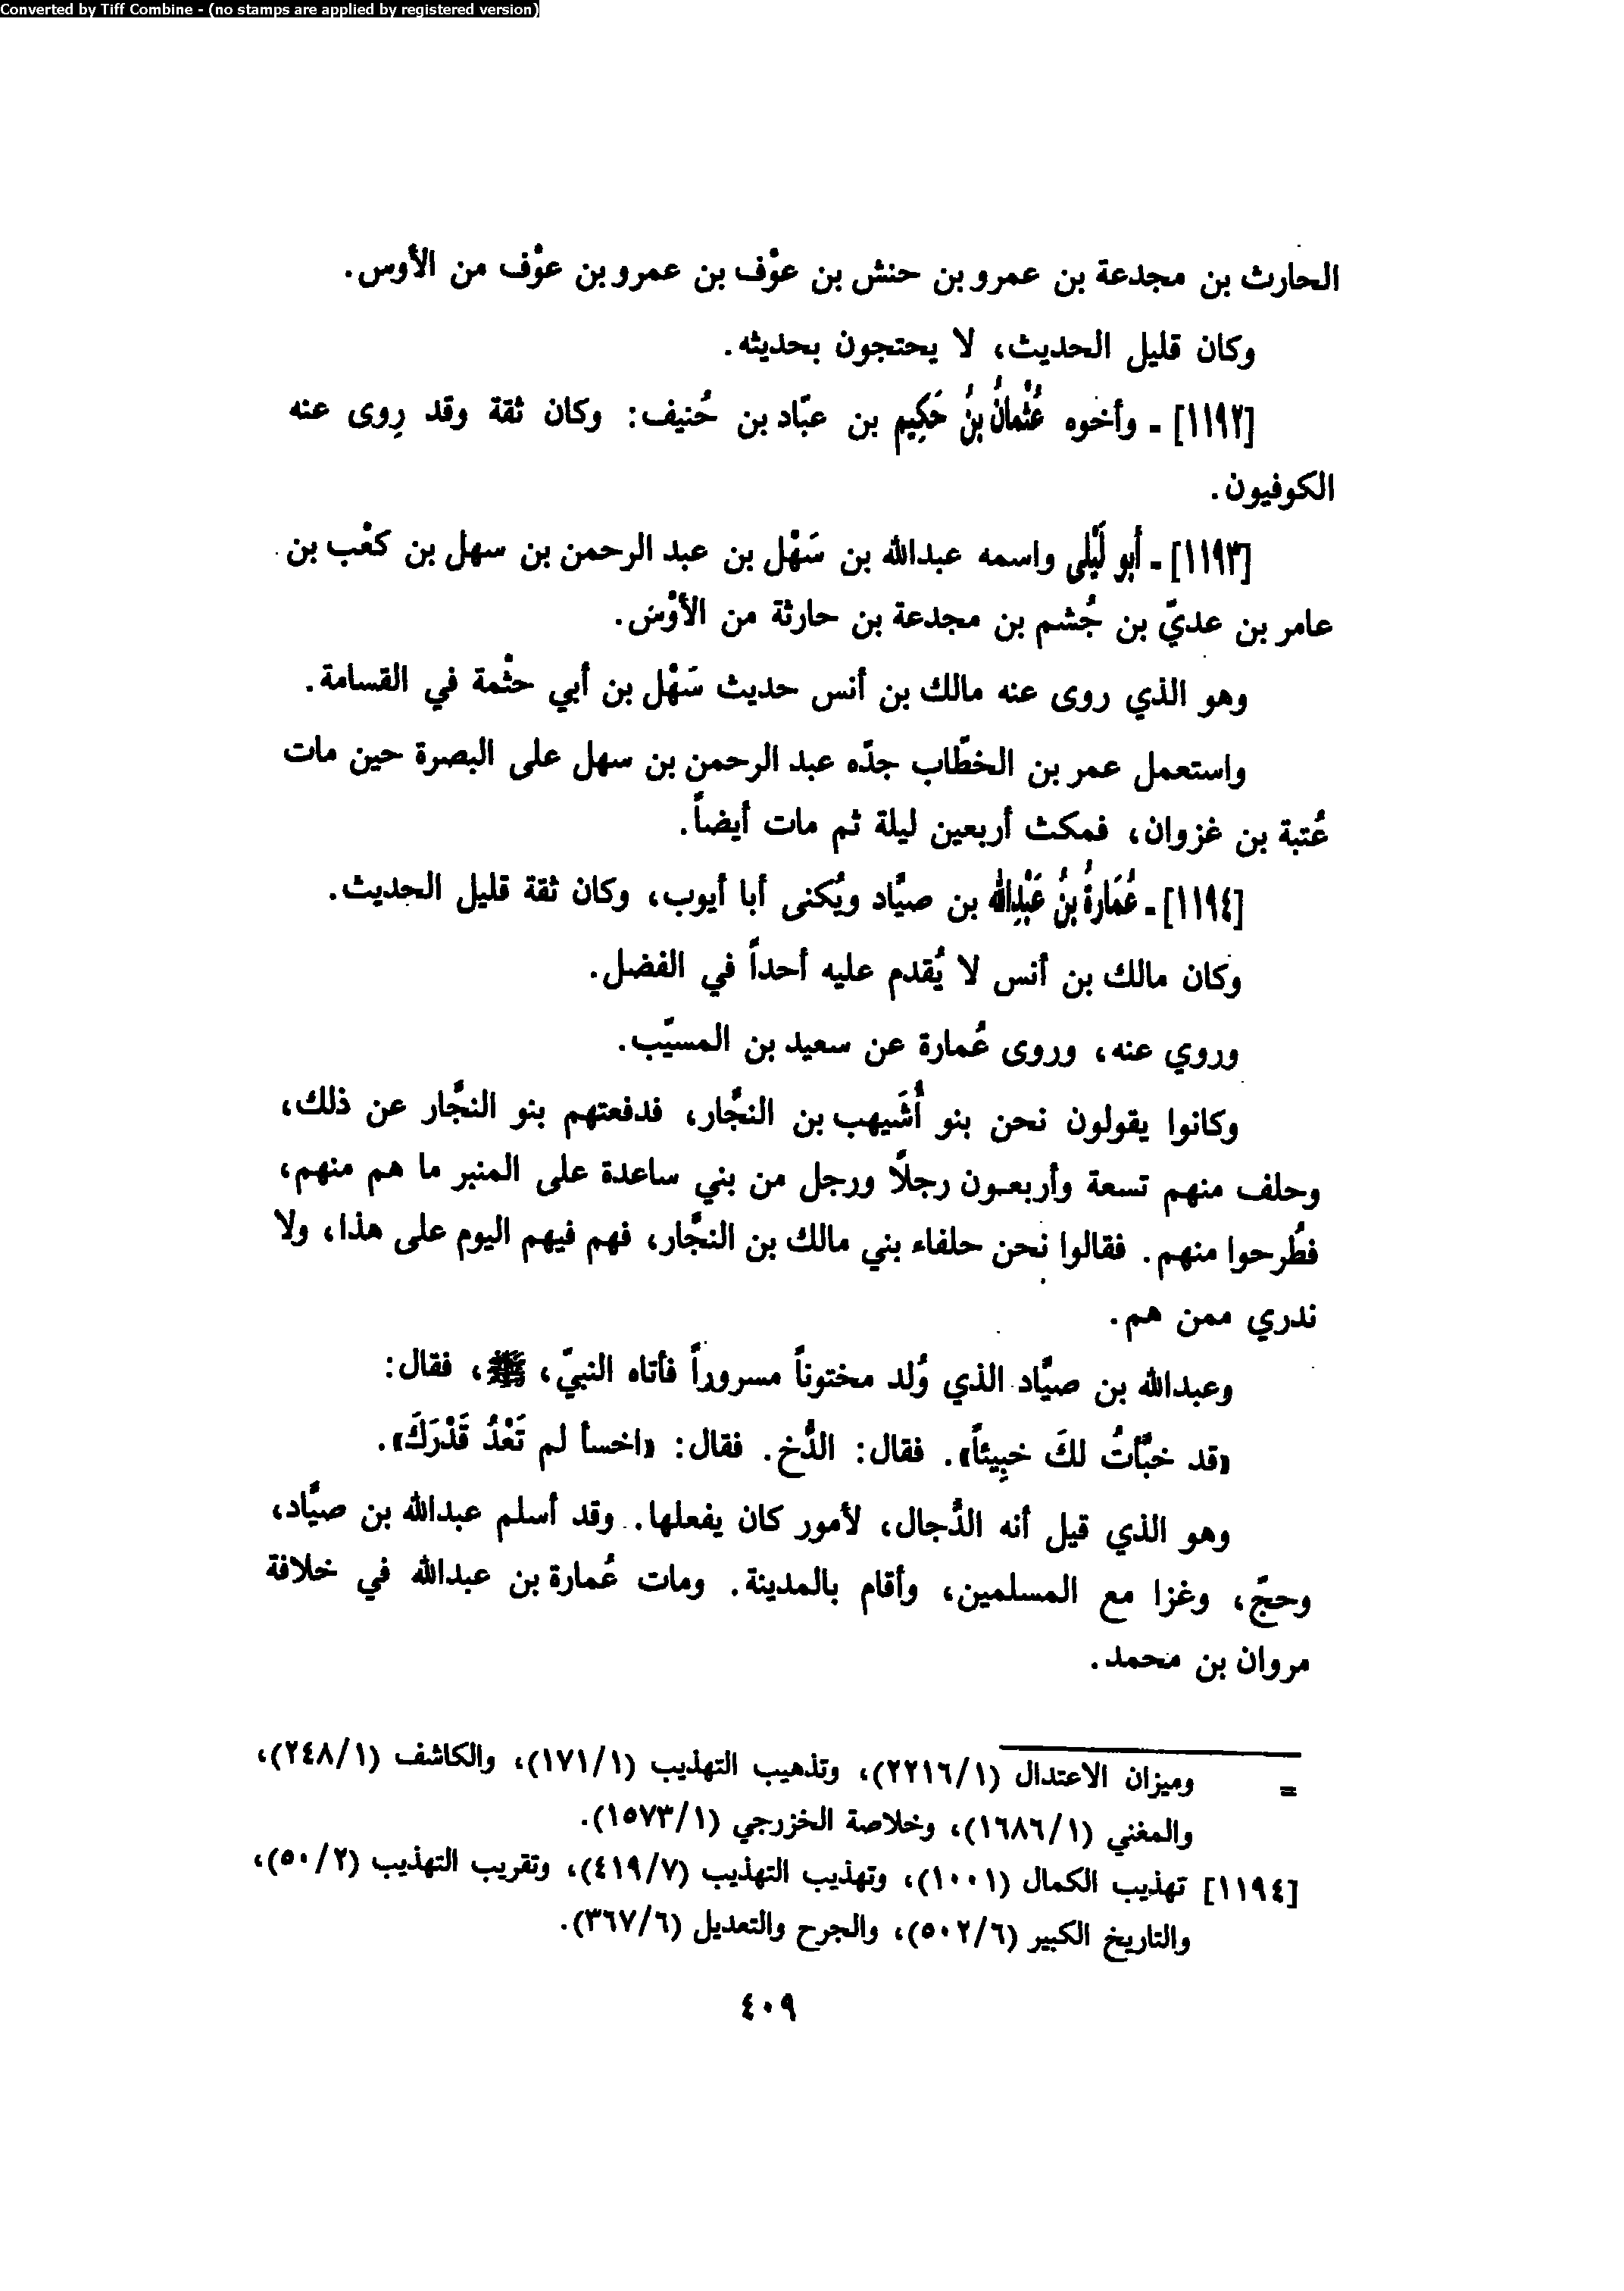 Converted by Tiff Combine - (no stamps are applied by registered version)
الحارث بن مجدعة بن عمرو بن حنش بن عوْف بن عمرو بن عوْف من الأوس.
وكان قليل الحديث، لا يحتجون بحديثه.
[١١٩٢] - وأخوه عُثْمانُ بنُ حَكِيم بن عبّاد بن حُنيف: وكان ثقة وقد رِوى عنه
الكوفيون.
[١١٩٣] - أبو لَيْلى واسمه عبدالله بن سَهْل بن عبد الرحمن بن سهل بن كعْب بن
عامر بن عديّ بن جُشم بن مجدعة بن حارثة من الأوْس.
وهو الذي روى عنه مالك بن أنس حديث سَهْل بن أبي حثْمة في القسامة.
واستعمل عمر بن الخطّاب جدّه عبد الرحمن بن سهل على البصرة حين مات
عُتبة بن غزوان، فمكث أربعين ليلة ثم مات أيضاً.
[١١٩٤] - عُمَارةُ بنُ عَبْدِالله بن صيّاد ويُكنى أبا أيوب، وكان ثقة قليل الحديث.
وكان مالك بن أنس لا يُقدم عليه أحداً في الفضل.
وروي عنه، وروى عُمارة عن سعيد بن المسيّب.
وكانوا يقولون نحن بنو أُشَيهب بن النجّار، فدفعتهم بنو النجّار عن ذلك،
وحلف منهم تسعة وأربعون رجلاً ورجل من بني ساعدة على المنبر ما هم منهم،
فطُرحوا منهم. فقالوا نحن حلفاء بني مالك بن النجّار، فهم فيهم اليوم على هذا، ولا
ندري ممن هم.
وعبدالله بن صيّاد الذي وُلد مختوناً مسروراً فأتاه النبيّ، ﷺ، فقال:
«قد خبّأتُ لكَ خبِيئاً». فقال: الدُّخ. فقال: «اخسأ لم تَعْدُ قَدْرَكَ».
وهو الذي قيل أنه الدَّجال، لأمور كان يفعلها. وقد أسلم عبدالله بن صيّاد،
وحجّ، وغزا مع المسلمين، وأقام بالمدينة. ومات عُمارة بن عبدالله في خلافة
مروان بن محمد.
= وميزان الاعتدال (٢٢١٦/١)، وتذهيب التهذيب (١٧١/١)، والكاشف (٢٤٨/١)،
والمغني (١٦٨٦/١)، وخلاصة الخزرجي (١٥٧٣/١).
[١١٩٤] تهذيب الكمال (١٠٠١)، وتهذيب التهذيب (٤١٩/٧)، وتقريب التهذيب (٥٠/٢)،
والتاريخ الكبير (٥٠٢/٦)، والجرح والتعديل (٣٦٧/٦).
٤٠٩